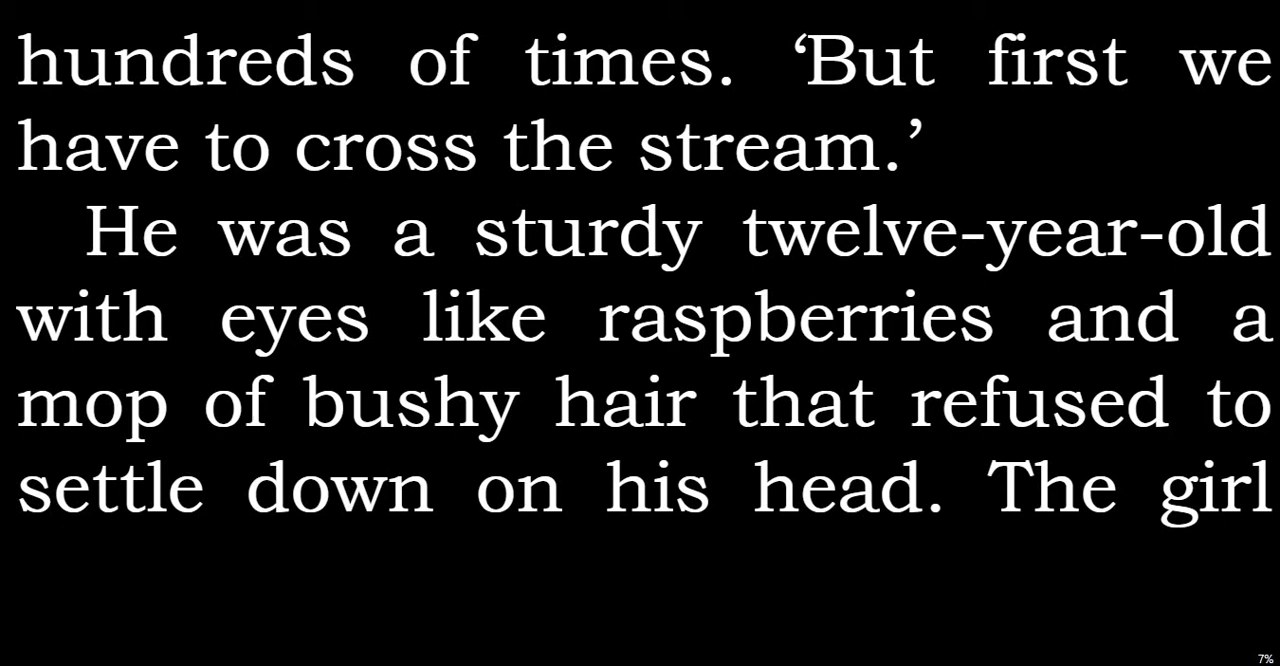 hundreds of times. ‘But first we
have to cross the stream.’
He was a sturdy twelve-year-old
with eyes like raspberries and a
mop of bushy hair that refused to
settle down on his head. The girl
7%